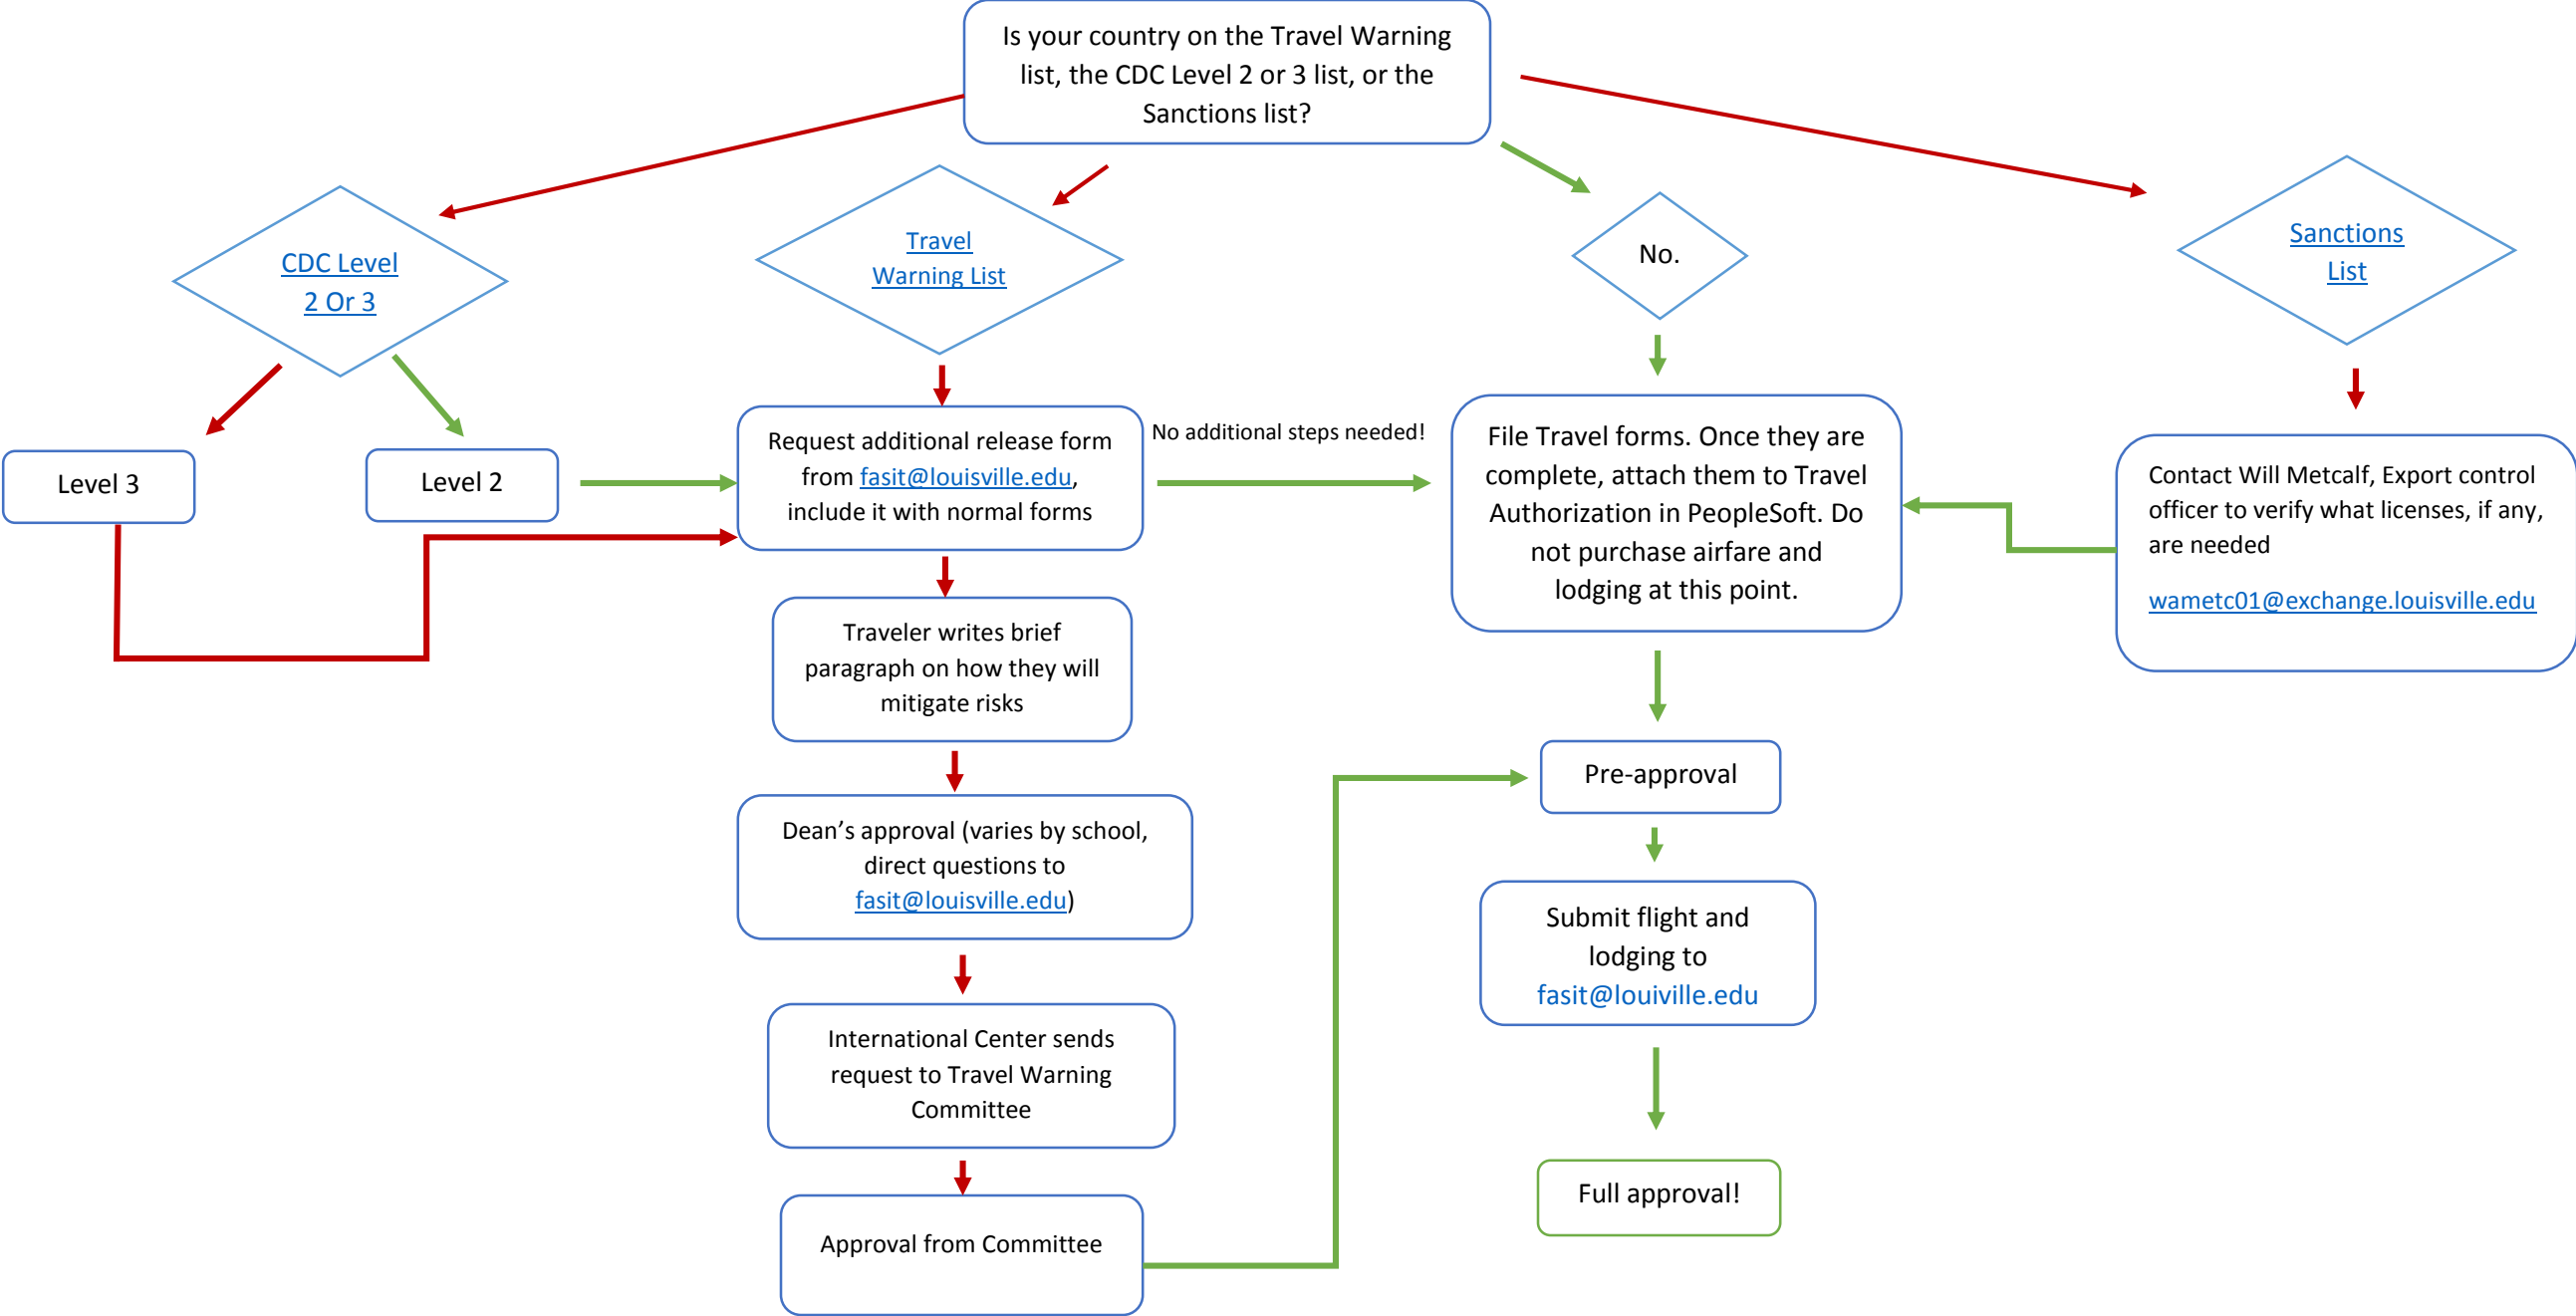 Is your country on the Travel Warning
list, the CDC Level 2 or 3 list, or the
Sanctions list?
CDC Level
2 Or 3
Travel
Warning List
No.
Sanctions
List
Level 3
Level 2
Request additional release form
from fasit@louisville.edu,
include it with normal forms
No additional steps needed!
File Travel forms. Once they are
complete, attach them to Travel
Authorization in PeopleSoft. Do
not purchase airfare and
lodging at this point.
Contact Will Metcalf, Export control
officer to verify what licenses, if any,
are needed
wametc01@exchange.louisville.edu
Traveler writes brief
paragraph on how they will
mitigate risks
Pre-approval
Dean’s approval (varies by school,
direct questions to
fasit@louisville.edu)
Submit flight and
lodging to
fasit@louiville.edu
International Center sends
request to Travel Warning
Committee
Full approval!
Approval from Committee